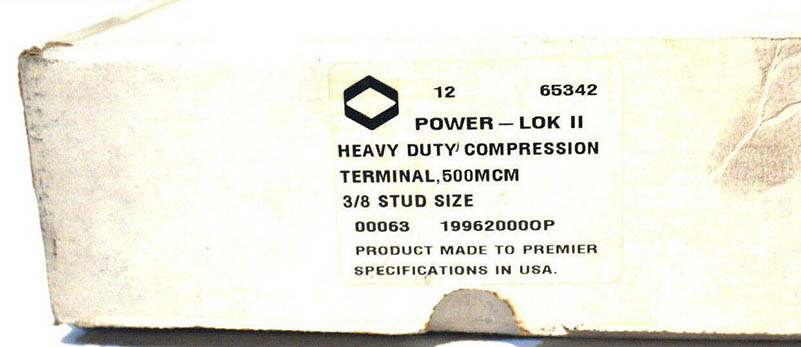 12 65342
POWER – LOK II
HEAVY DUTY COMPRESSION
TERMINAL,500MCM
3/8 STUD SIZE
00063 199620000P
PRODUCT MADE TO PREMIER
SPECIFICATIONS IN USA.